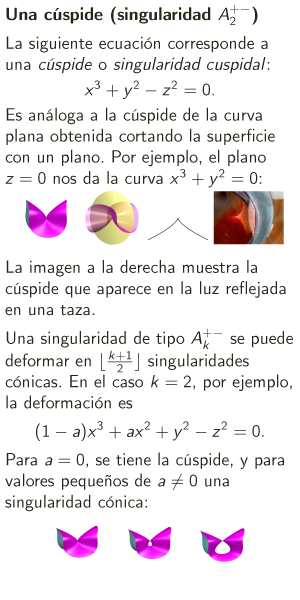 Una cúspide (singularidad $A_2^{+-}$)
La siguiente ecuación corresponde a
una cúspide o singularidad cuspidal:
$x^3 + y^2 - z^2 = 0.$
Es análoga a la cúspide de la curva
plana obtenida cortando la superficie
con un plano. Por ejemplo, el plano
$z = 0$ nos da la curva $x^3 + y^2 = 0$:
La imagen a la derecha muestra la
cúspide que aparece en la luz reflejada
en una taza.
Una singularidad de tipo $A_k^{+-}$ se puede
deformar en $\lfloor \frac{k+1}{2} \rfloor$ singularidades
cónicas. En el caso $k = 2$, por ejemplo,
la deformación es
$(1 - a)x^3 + ax^2 + y^2 - z^2 = 0.$
Para $a = 0$, se tiene la cúspide, y para
valores pequeños de $a \neq 0$ una
singularidad cónica: